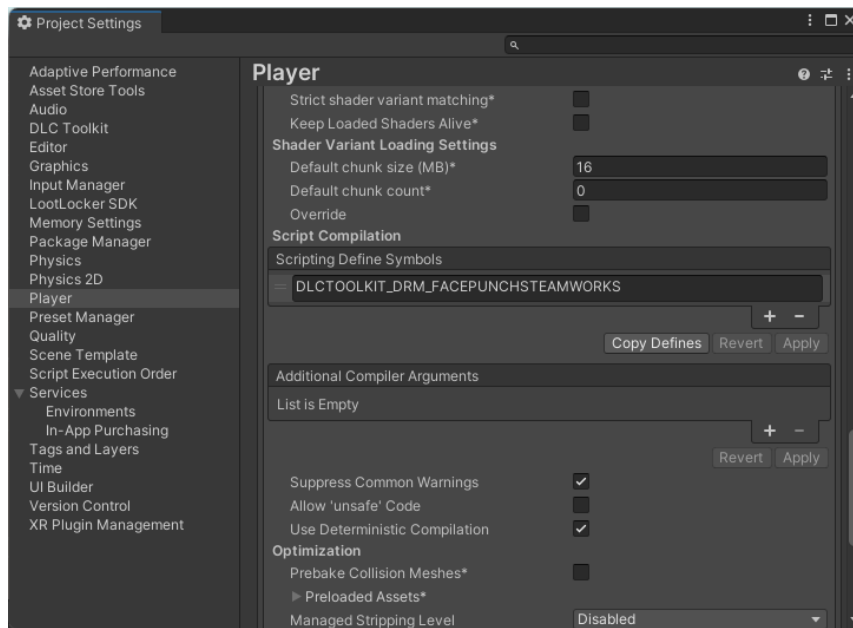 Project Settings
Adaptive Performance
Asset Store Tools
Audio
DLC Toolkit
Editor
Graphics
Input Manager
LootLocker SDK
Memory Settings
Package Manager
Physics
Physics 2D
Player
Preset Manager
Quality
Scene Template
Script Execution Order
Services
Environments
In-App Purchasing
Tags and Layers
Time
UI Builder
Version Control
XR Plugin Management
Player
Strict shader variant matching*
Keep Loaded Shaders Alive*
Shader Variant Loading Settings
Default chunk size (MB)* 16
Default chunk count* 0
Override
Script Compilation
Scripting Define Symbols
DLCTOOLKIT_DRM_FACEPUNCHSTEAMWORKS
Copy Defines Revert Apply
Additional Compiler Arguments
List is Empty
Revert Apply
Suppress Common Warnings
Allow 'unsafe' Code
Use Deterministic Compilation
Optimization
Prebake Collision Meshes*
Preloaded Assets*
Managed Stripping Level Disabled